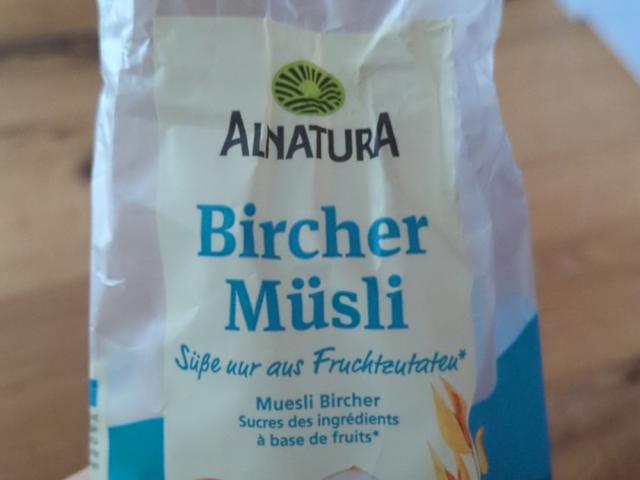 ALNATURA
Bircher
Müsli
Süße nur aus Fruchtzutaten*
Muesli Bircher
Sucres des ingrédients
à base de fruits*